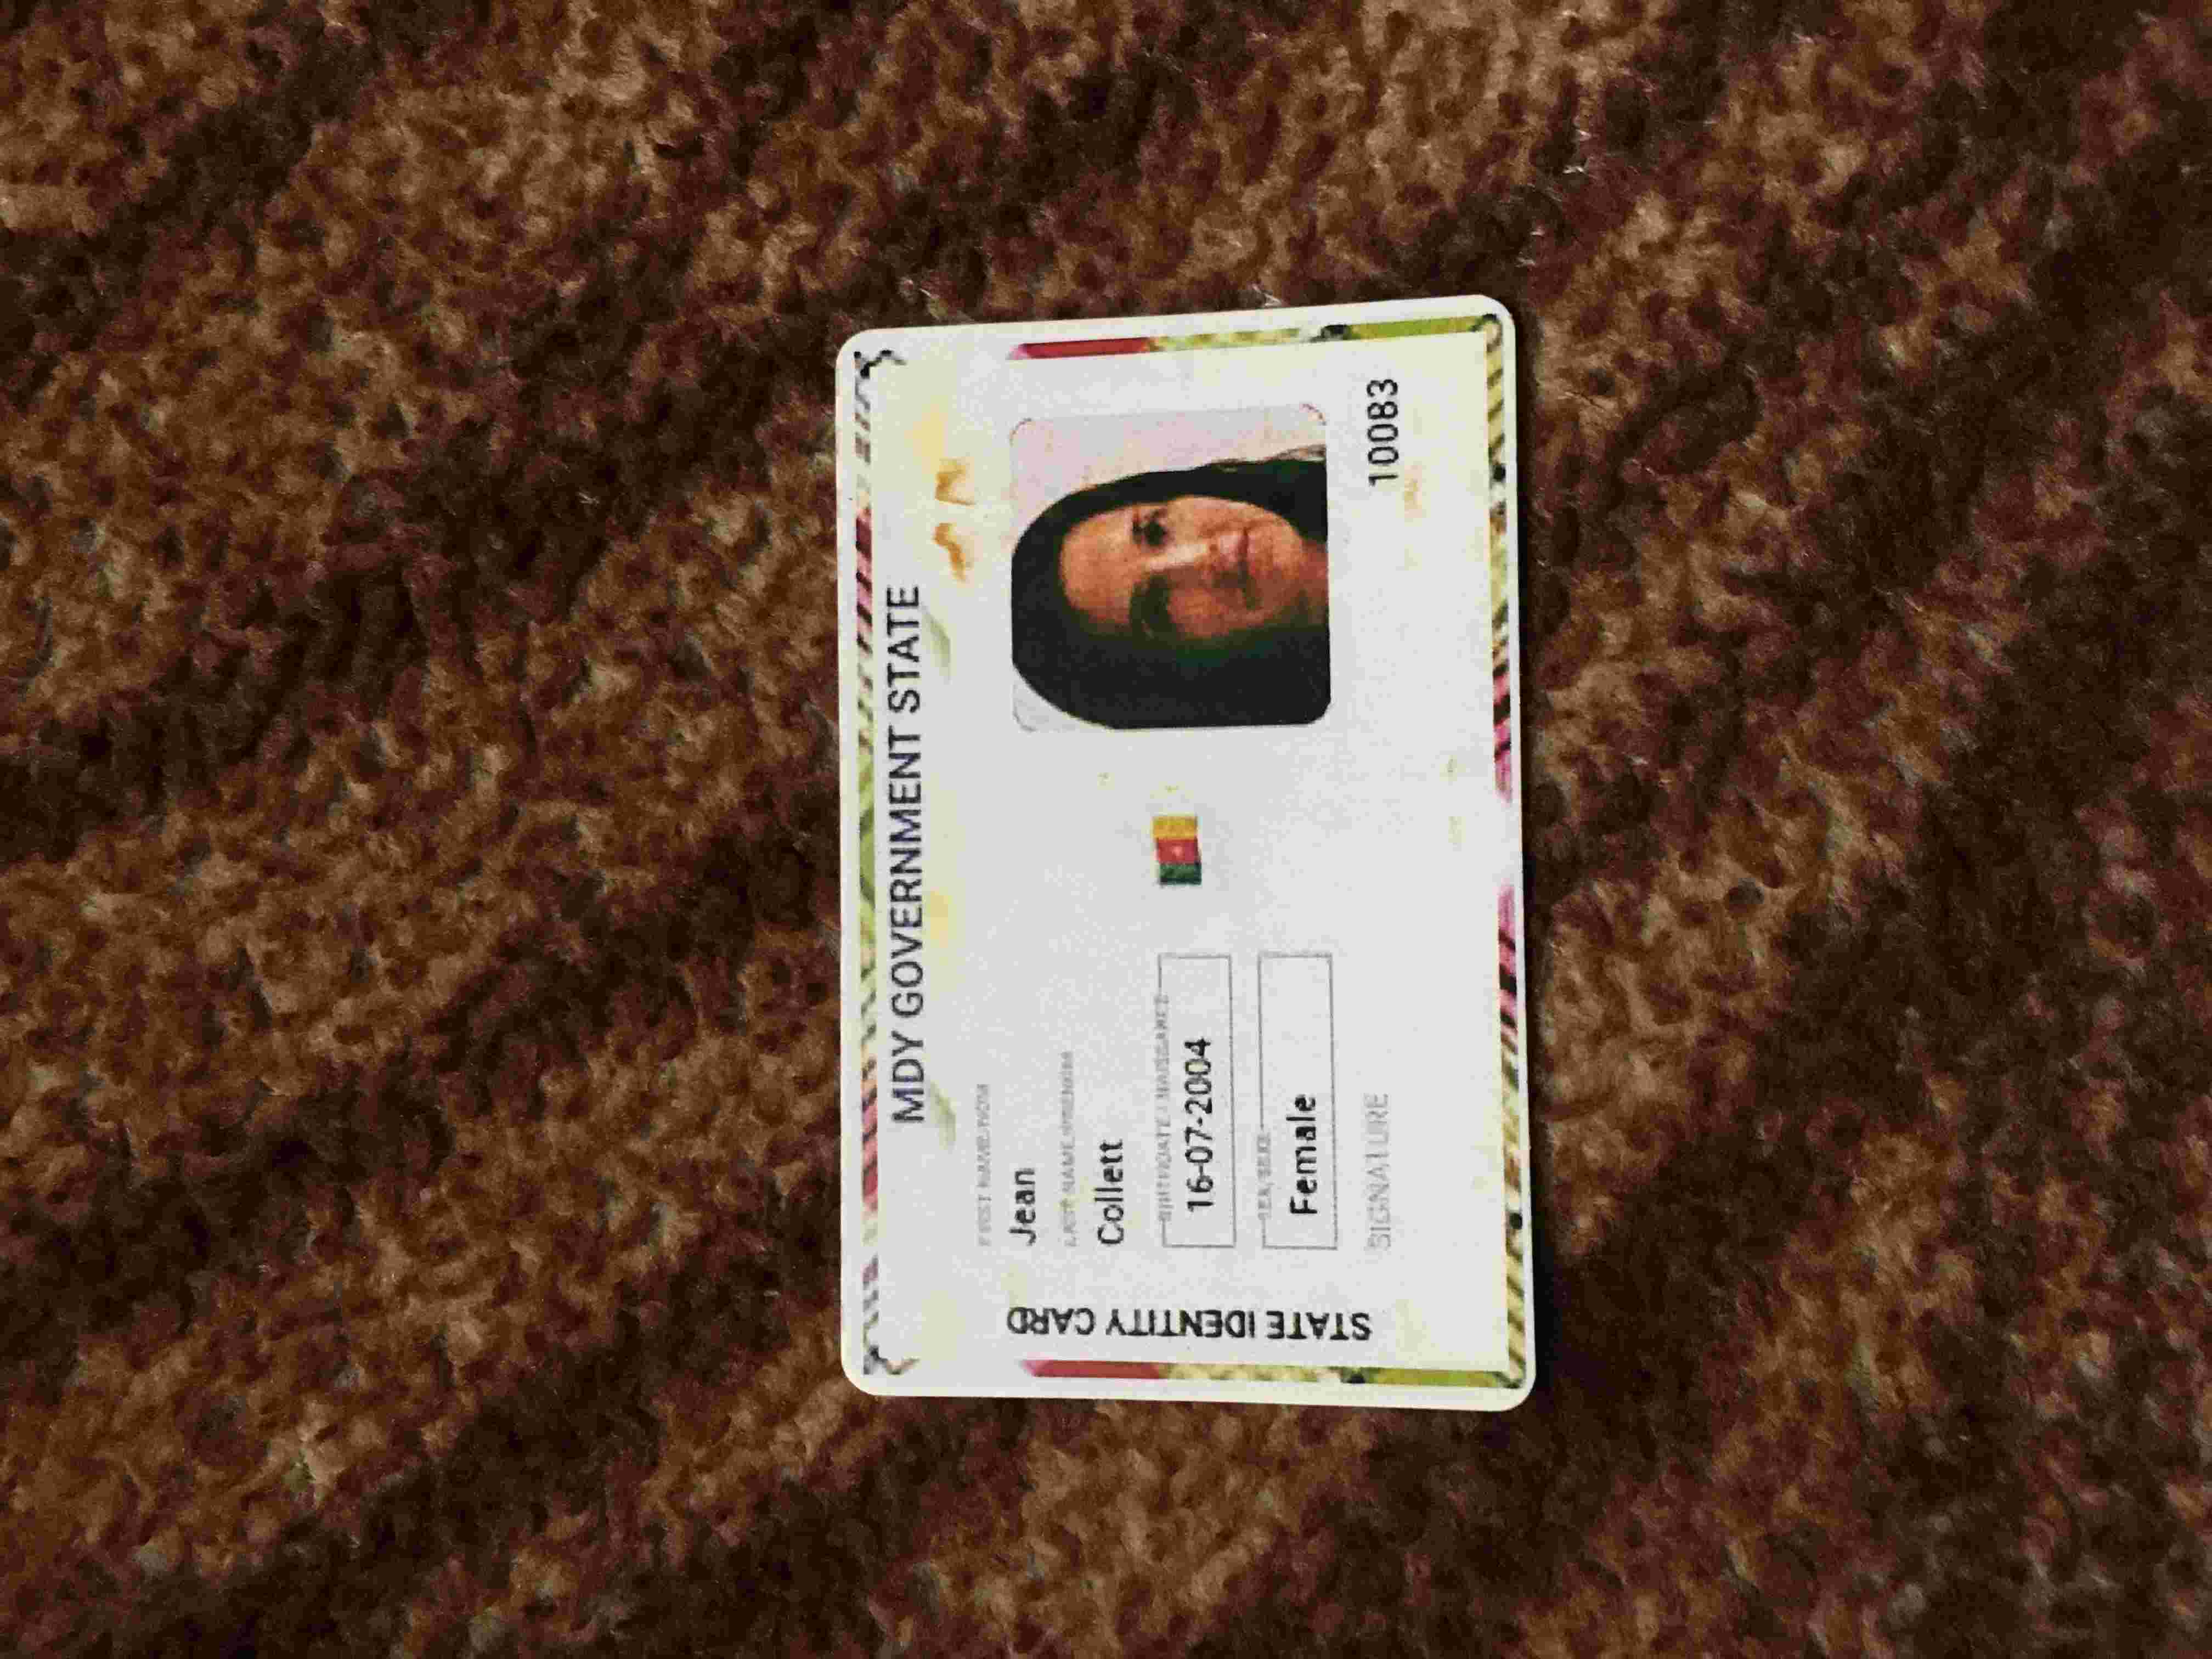 MDY GOVERNMENT STATE
FIRST NAME/NOM
Jean
LAST NAME/PRENOM
Collett
BIRTHDATE / NAISSANCE
16-07-2004
SEX/SEXE
Female
SIGNATURE
10083
STATE IDENTITY CARD